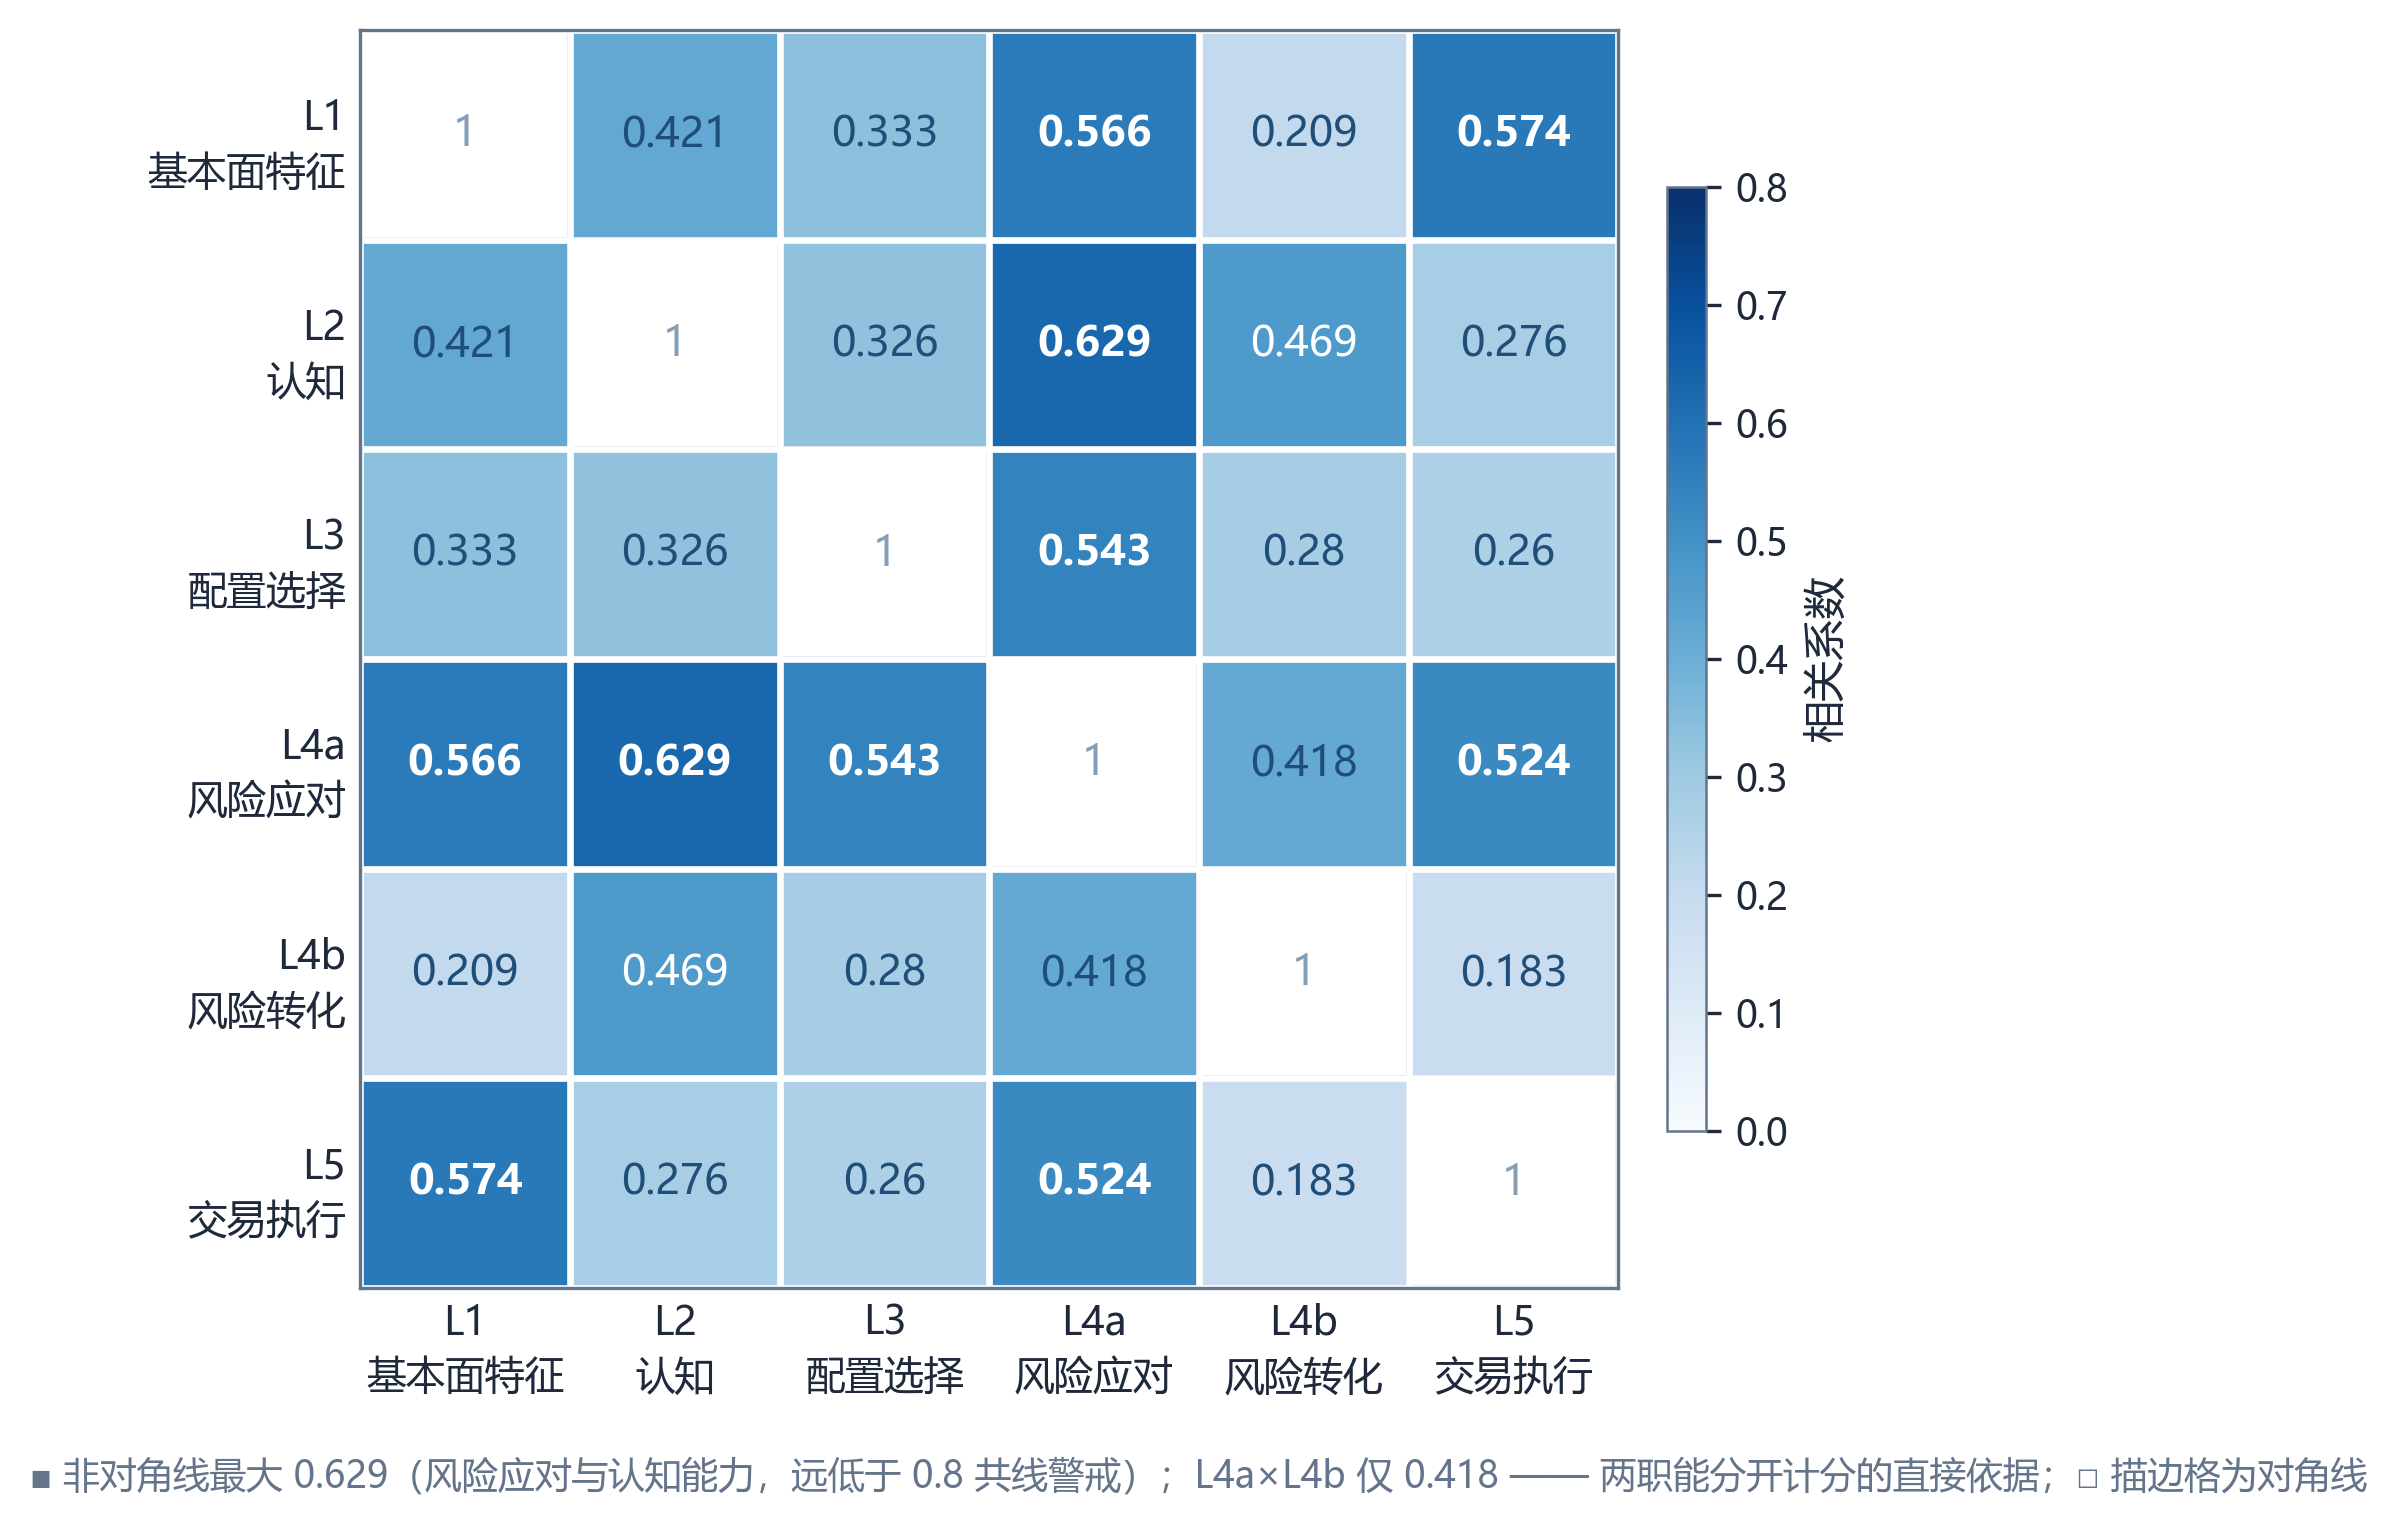 L1
基本面特征
1 0.421 0.333 0.566 0.209 0.574
L2
认知
0.421 1 0.326 0.629 0.469 0.276
L3
配置选择
0.333 0.326 1 0.543 0.28 0.26
L4a
风险应对
0.566 0.629 0.543 1 0.418 0.524
L4b
风险转化
0.209 0.469 0.28 0.418 1 0.183
L5
交易执行
0.574 0.276 0.26 0.524 0.183 1
L1 L2 L3 L4a L4b L5
基本面特征 认知 配置选择 风险应对 风险转化 交易执行
0.8
0.7
0.6
0.5
0.4
0.3
0.2
0.1
0.0
相关系数
■ 非对角线最大 0.629（风险应对与认知能力，远低于 0.8 共线警戒）；L4a×L4b 仅 0.418 —— 两职能分开计分的直接依据；□ 描边格为对角线